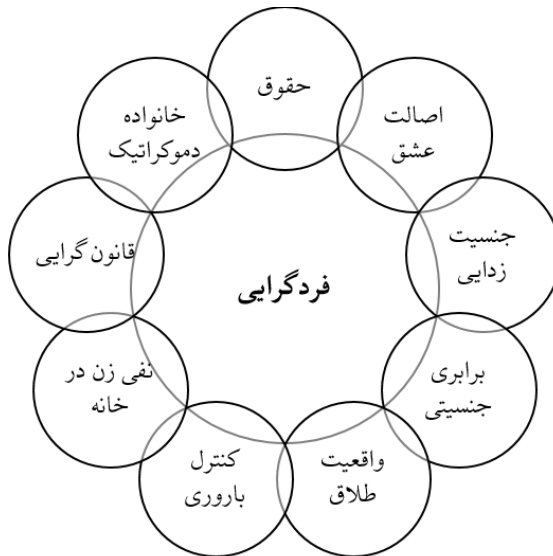 حقوق
اصالت
عشق
جنسیت
زدایی
برابری
جنسیتی
واقعیت
طلاق
کنترل
باروری
نفی زن در
خانه
قانون گرایی
خانواده
دموکراتیک
فردگرایی